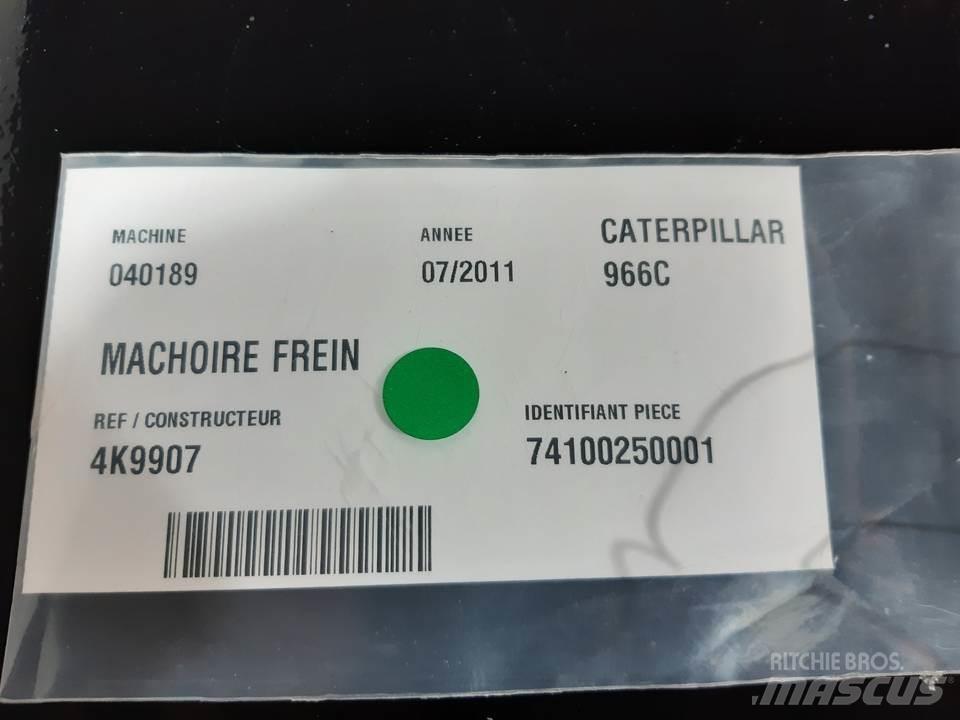 MACHINE ANNEE CATERPILLAR
040189 07/2011 966C
MACHOIRE FREIN
REF / CONSTRUCTEUR IDENTIFIANT PIECE
4K9907 74100250001
RITCHIE BROS.
MASCUS